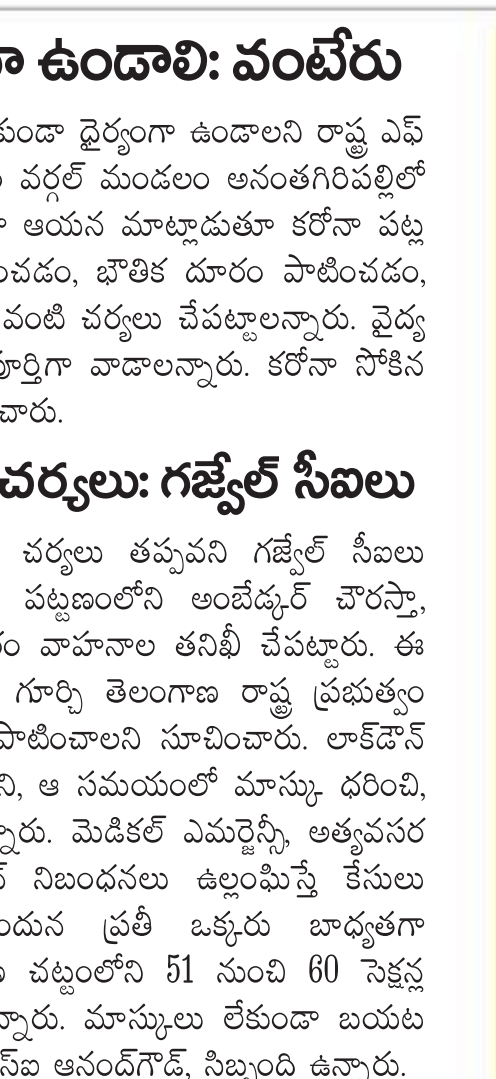 ా ఉండాలి: వంటేరు
కుండా ధైర్యంగా ఉండాలని రాష్ట్ర ఎఫ్
వర్గల్ మండలం అనంతగిరిపల్లిలో
ఆయన మాట్లాడుతూ కరోనా పట్ల
ంచడం, భౌతిక దూరం పాటించడం,
వంటి చర్యలు చేపట్టాలన్నారు. వైద్య
పూర్తిగా వాడాలన్నారు. కరోనా సోకిన
చారు.
చర్యలు: గజ్వేల్ సీఐలు
చర్యలు తప్పవని గజ్వేల్ సీఐలు
పట్టణంలోని అంబేడ్కర్ చౌరస్తా,
రం వాహనాల తనిఖీ చేపట్టారు. ఈ
గూర్చి తెలంగాణ రాష్ట్ర ప్రభుత్వం
పాటించాలని సూచించారు. లాక్‌డౌన్
ని, ఆ సమయంలో మాస్కు ధరించి,
న్నారు. మెడికల్ ఎమర్జెన్సీ, అత్యవసర
నిబంధనలు ఉల్లంఘిస్తే కేసులు
ందున ప్రతీ ఒక్కరు బాధ్యతగా
చట్టంలోని 51 నుంచి 60 సెక్షన్ల
న్నారు. మాస్కులు లేకుండా బయట
స్ఐ ఆనంద్‌గౌడ్, సిబ్బంది ఉన్నారు.